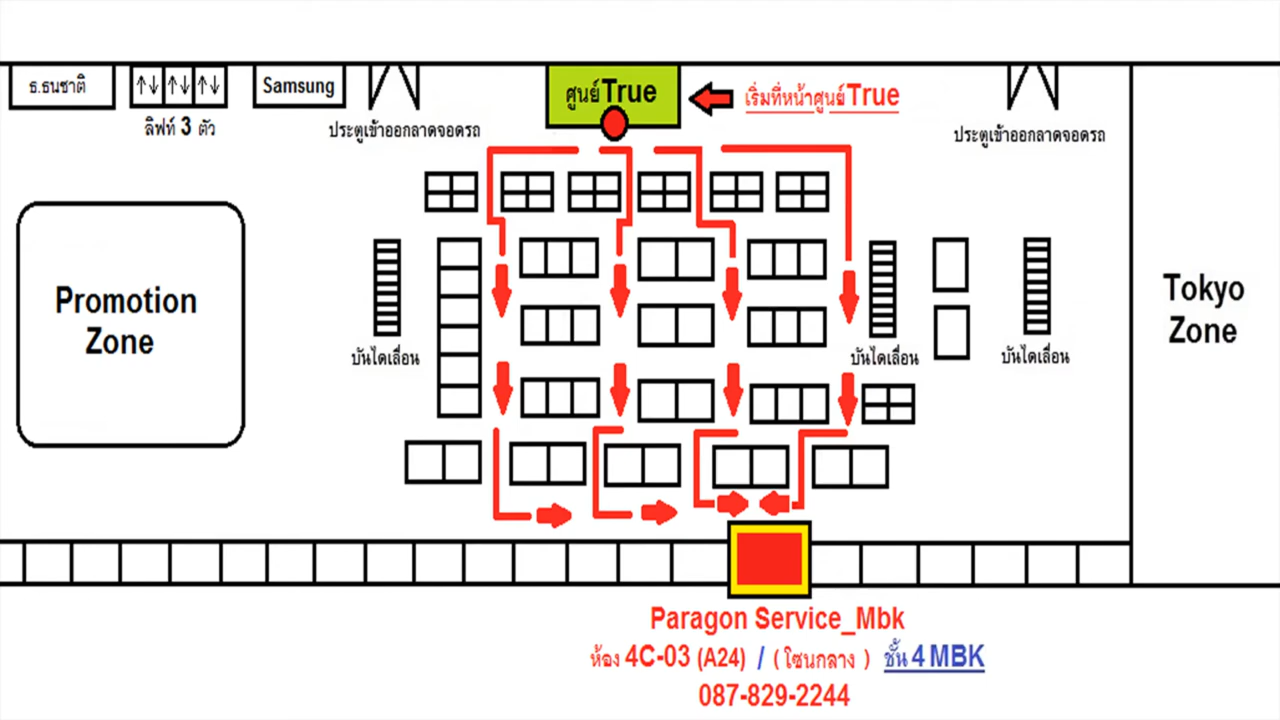 ธ.ธนชาติ
Samsung
ศูนย์True
เริ่มที่หน้าศูนย์True
ลิฟท์ 3 ตัว
ประตูเข้าออกลาดจอดรถ
ประตูเข้าออกลาดจอดรถ
Promotion
Zone
บันไดเลื่อน
บันไดเลื่อน
บันไดเลื่อน
Tokyo
Zone
Paragon Service_Mbk
ห้อง 4C-03 (A24) / ( โซนกลาง ) ชั้น 4 MBK
087-829-2244